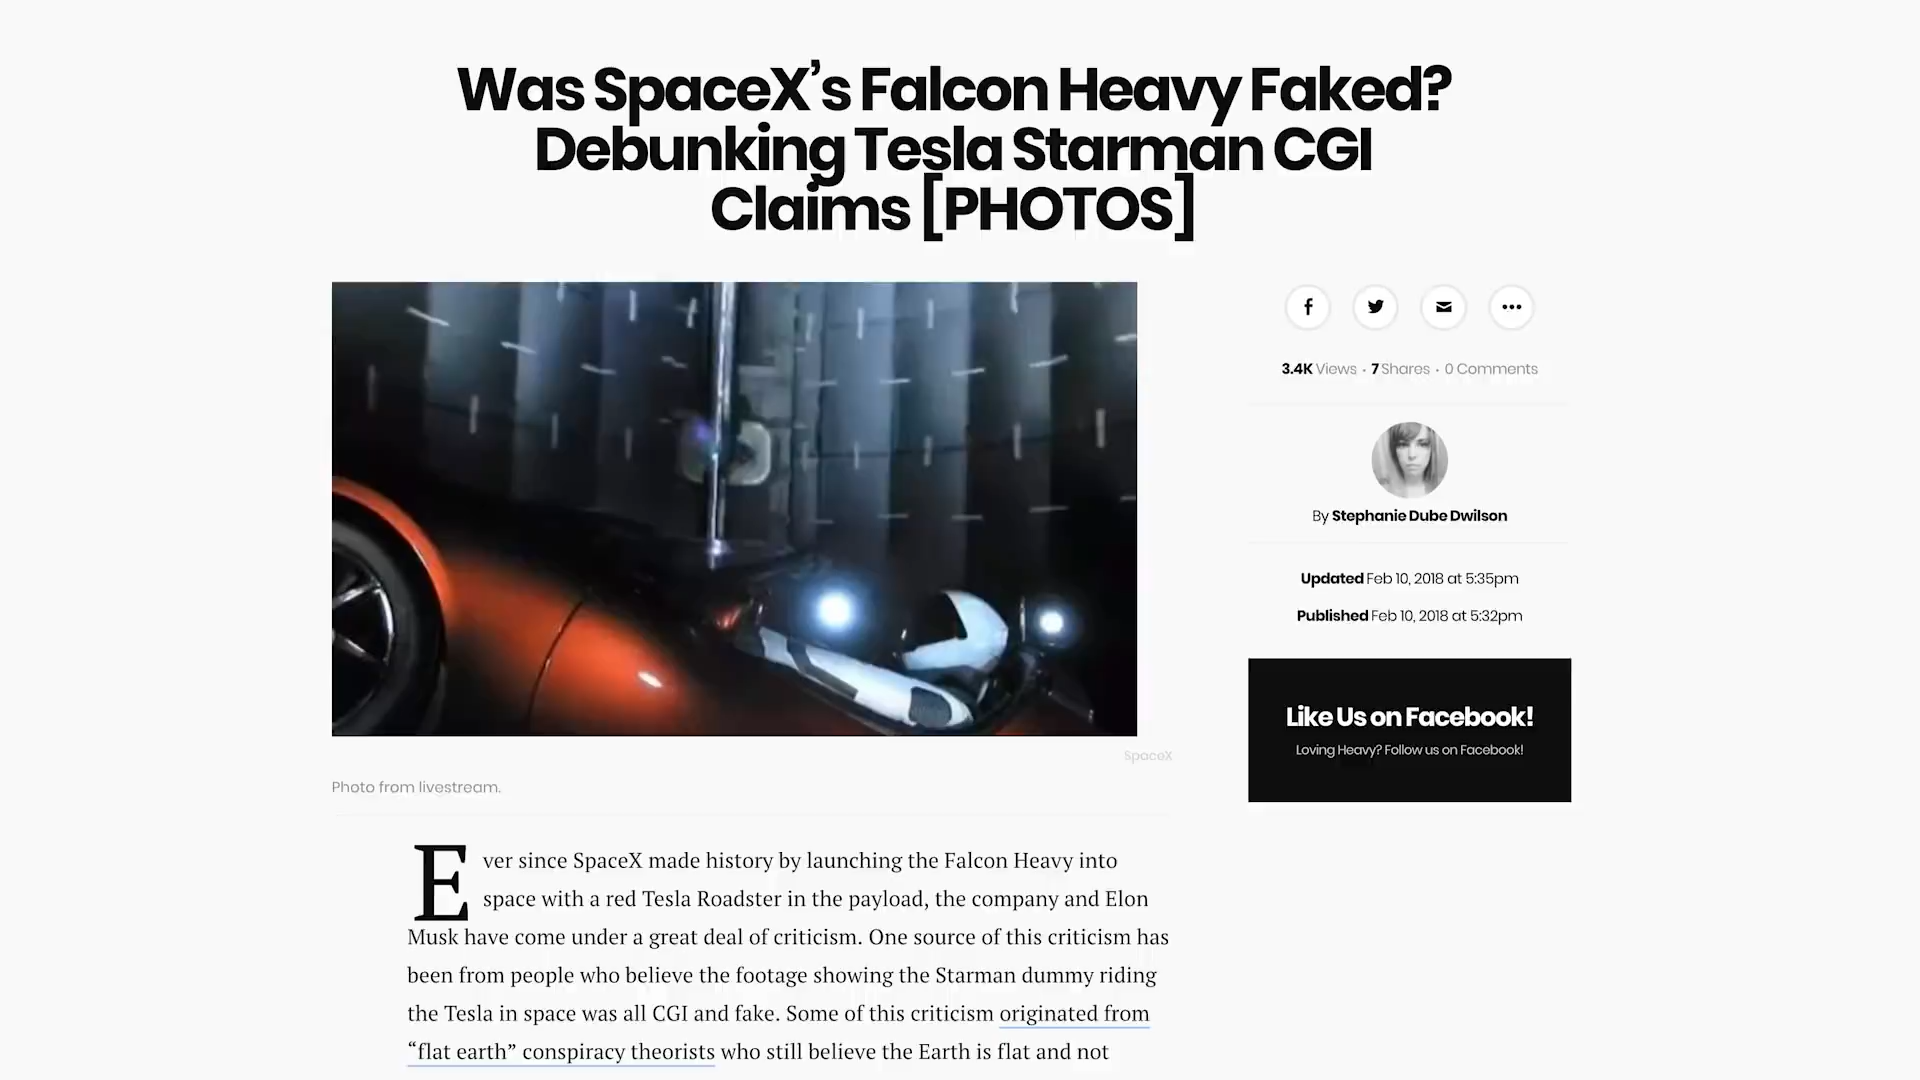 Was SpaceX’s Falcon Heavy Faked?
Debunking Tesla Starman CGI
Claims [PHOTOS]
3.4K Views • 7 Shares • 0 Comments
By Stephanie Dube Dwilson
Updated Feb 10, 2018 at 5:35pm
Published Feb 10, 2018 at 5:32pm
Like Us on Facebook!
Loving Heavy? Follow us on Facebook!
SpaceX
Photo from livestream.
Ever since SpaceX made history by launching the Falcon Heavy into
space with a red Tesla Roadster in the payload, the company and Elon
Musk have come under a great deal of criticism. One source of this criticism has
been from people who believe the footage showing the Starman dummy riding
the Tesla in space was all CGI and fake. Some of this criticism originated from
“flat earth” conspiracy theorists who still believe the Earth is flat and not